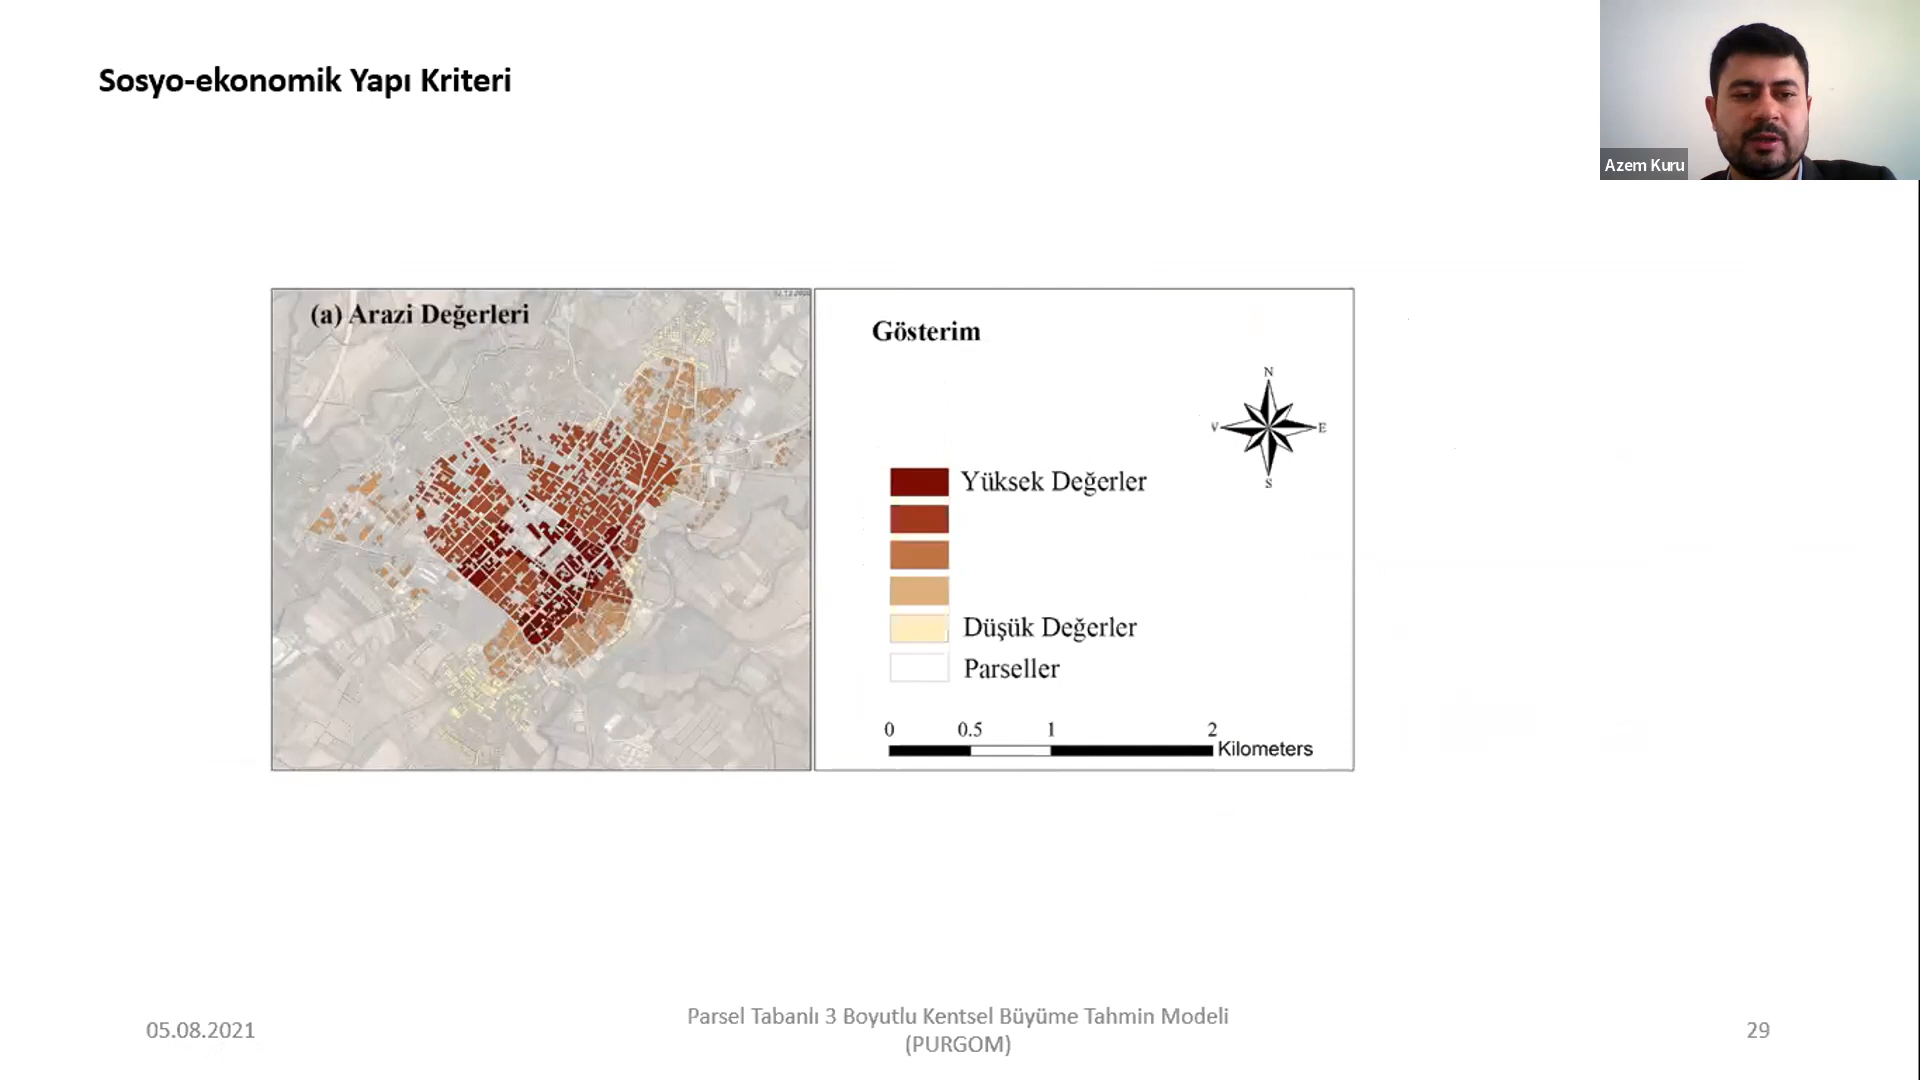 Sosyo-ekonomik Yapı Kriteri
Azem Kuru
(a) Arazi Değerleri
Gösterim
N
E
S
Yüksek Değerler
Düşük Değerler
Parseller
0 0.5 1 2
Kilometers
05.08.2021
Parsel Tabanlı 3 Boyutlu Kentsel Büyüme Tahmin Modeli
(PURGOM)
29